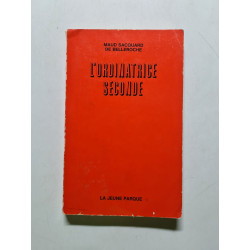 MAUD SACQUARD
DE BELLEROCHE
L'ORDINATRICE
SECONDE
LA JEUNE PARQUE